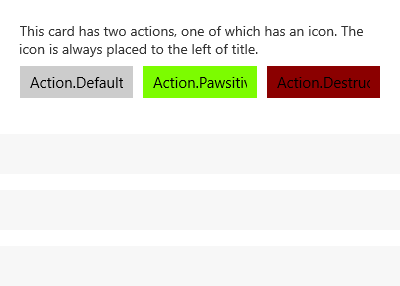 This card has two actions, one of which has an icon. The
icon is always placed to the left of title.
Action.Default Action.Pawsitiv Action.Destruc